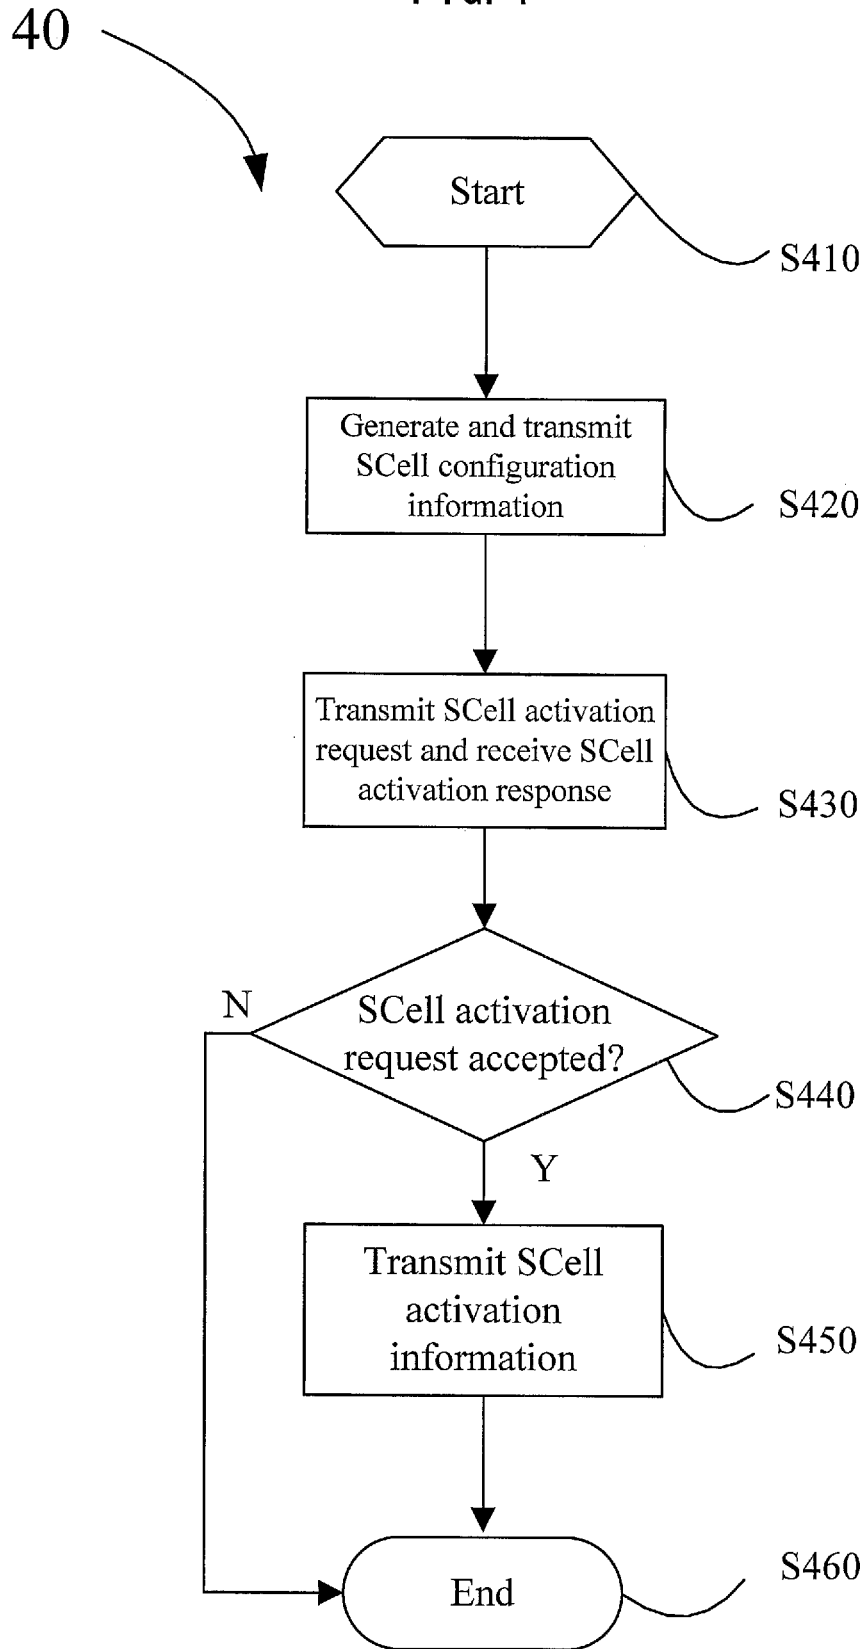 40
Start
S410
Generate and transmit
SCell configuration
information
S420
Transmit SCell activation
request and receive SCell
activation response
S430
N
SCell activation
request accepted?
S440
Y
Transmit SCell
activation
information
S450
End
S460